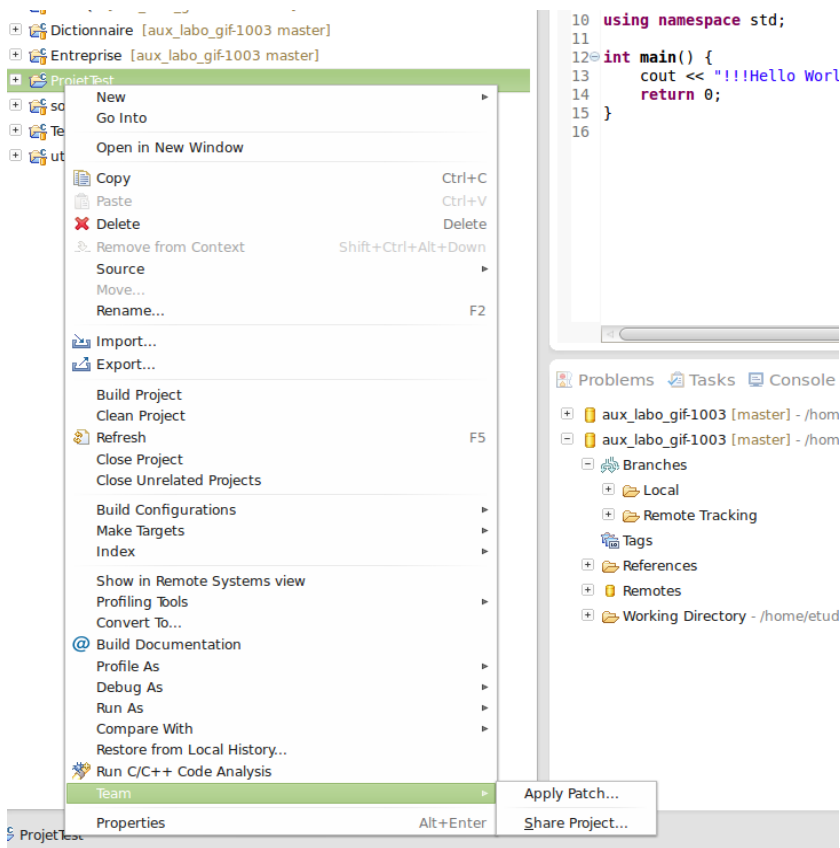 Dictionnaire [aux_labo_gif-1003 master]
Entreprise [aux_labo_gif-1003 master]
ProjetTest
so
Te
ut
New
Go Into
Open in New Window
Copy Ctrl+C
Paste Ctrl+V
Delete Delete
Remove from Context Shift+Ctrl+Alt+Down
Source
Move...
Rename... F2
Import...
Export...
Build Project
Clean Project
Refresh F5
Close Project
Close Unrelated Projects
Build Configurations
Make Targets
Index
Show in Remote Systems view
Profiling Tools
Convert To...
Build Documentation
Profile As
Debug As
Run As
Compare With
Restore from Local History...
Run C/C++ Code Analysis
Team
Properties Alt+Enter
Apply Patch...
Share Project...
ProjetTest
10 using namespace std;
11
12 int main() {
13 cout << "!!!Hello Worl
14 return 0;
15 }
16
Problems Tasks Console
aux_labo_gif-1003 [master] - /hom
aux_labo_gif-1003 [master] - /hom
Branches
Local
Remote Tracking
Tags
References
Remotes
Working Directory - /home/etud